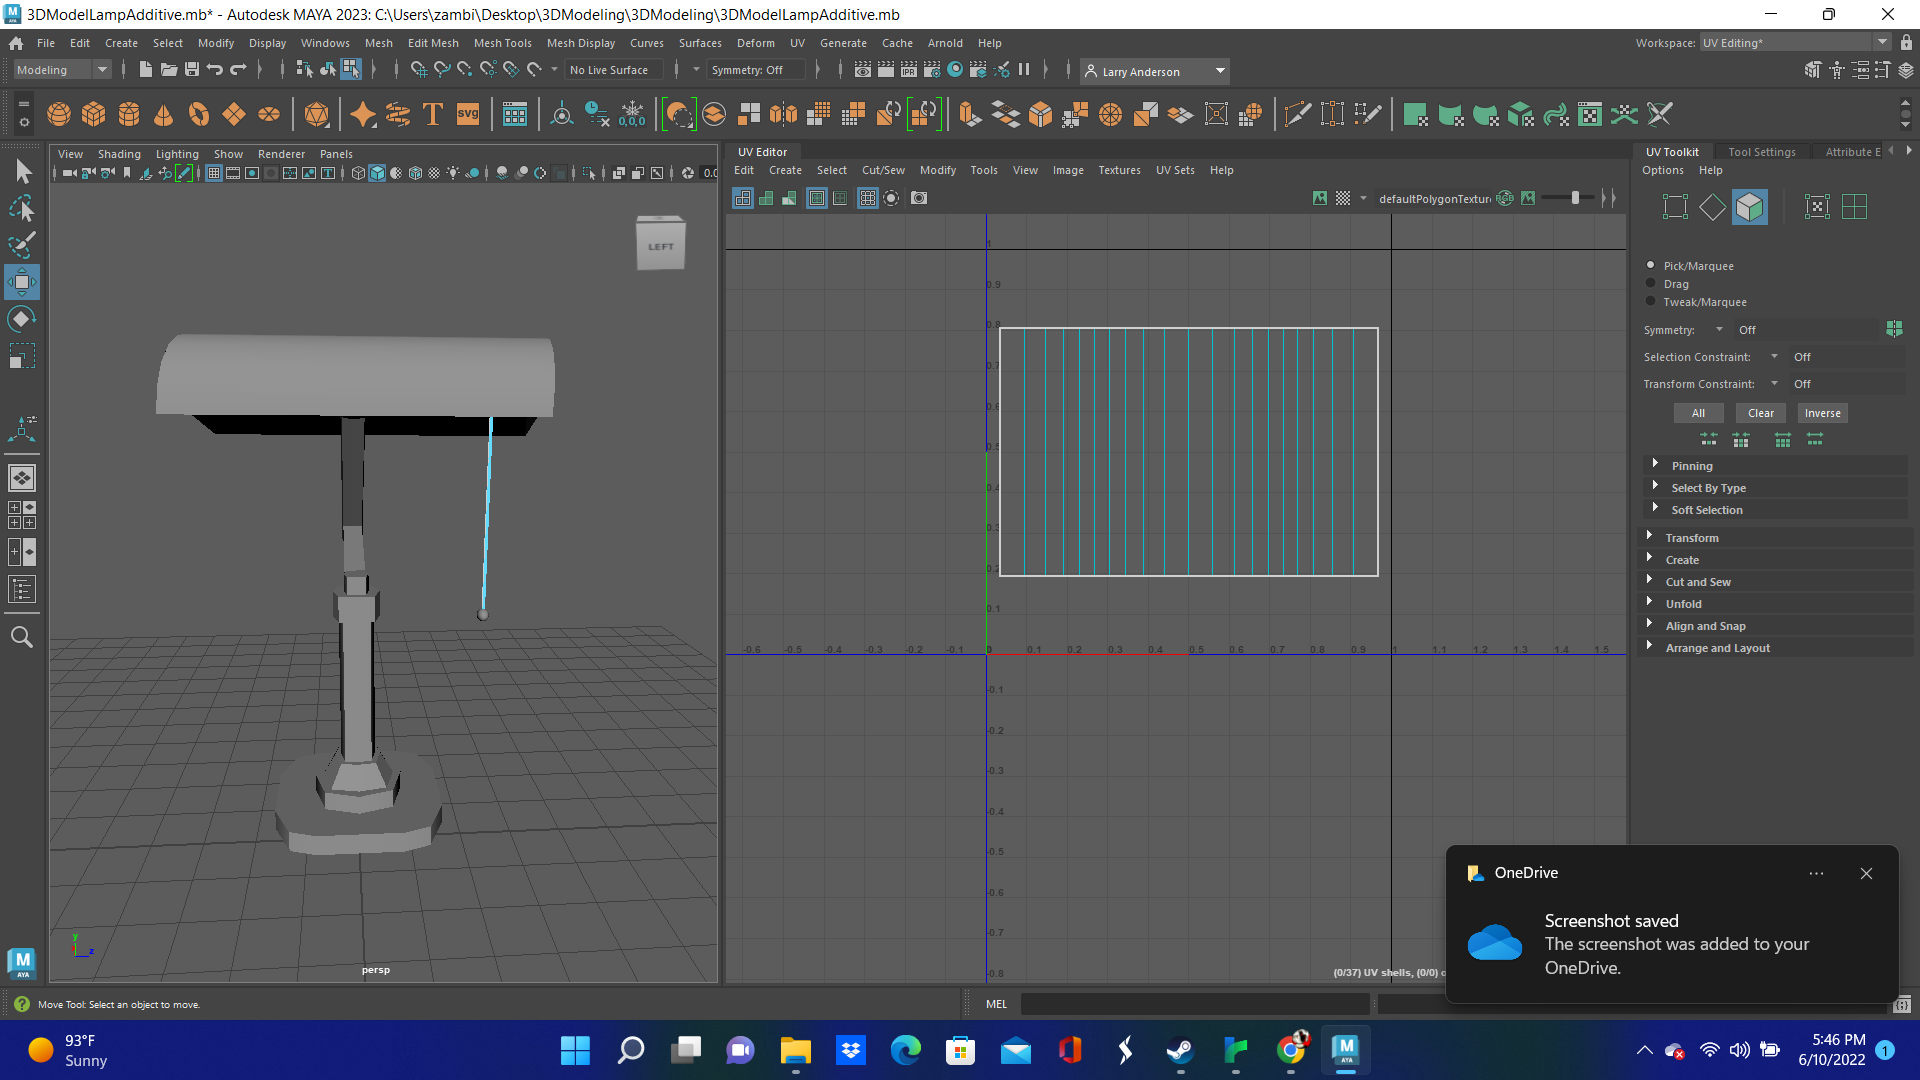 3DModelLampAdditive.mb* - Autodesk MAYA 2023: C:\Users\zambi\Desktop\3DModeling\3DModeling\3DModelLampAdditive.mb
File Edit Create Select Modify Display Windows Mesh Edit Mesh Mesh Tools Mesh Display Curves Surfaces Deform UV Generate Cache Arnold Help
Workspace: UV Editing*
Modeling
No Live Surface
Symmetry: Off
IPR
Larry Anderson
T
svg
0,0,0
View Shading Lighting Show Renderer Panels
0.0
LEFT
persp
y
z
UV Editor
Edit Create Select Cut/Sew Modify Tools View Image Textures UV Sets Help
defaultPolygonTextur
RGB
1
0.9
0.8
0.7
0.6
0.5
0.4
0.3
0.2
0.1
-0.6 -0.5 -0.4 -0.3 -0.2 -0.1 0 0.1 0.2 0.3 0.4 0.5 0.6 0.7 0.8 0.9 1 1.1 1.2 1.3 1.4 1.5
-0.1
-0.2
-0.3
-0.4
-0.5
-0.6
-0.7
-0.8
(0/37) UV shells, (0/0)
UV Toolkit Tool Settings Attribute E
Options Help
Pick/Marquee
Drag
Tweak/Marquee
Symmetry: Off
Selection Constraint: Off
Transform Constraint: Off
All Clear Inverse
Pinning
Select By Type
Soft Selection
Transform
Create
Cut and Sew
Unfold
Align and Snap
Arrange and Layout
OneDrive
Screenshot saved
The screenshot was added to your
OneDrive.
Move Tool: Select an object to move.
MEL
93°F
Sunny
5:46 PM
6/10/2022
1